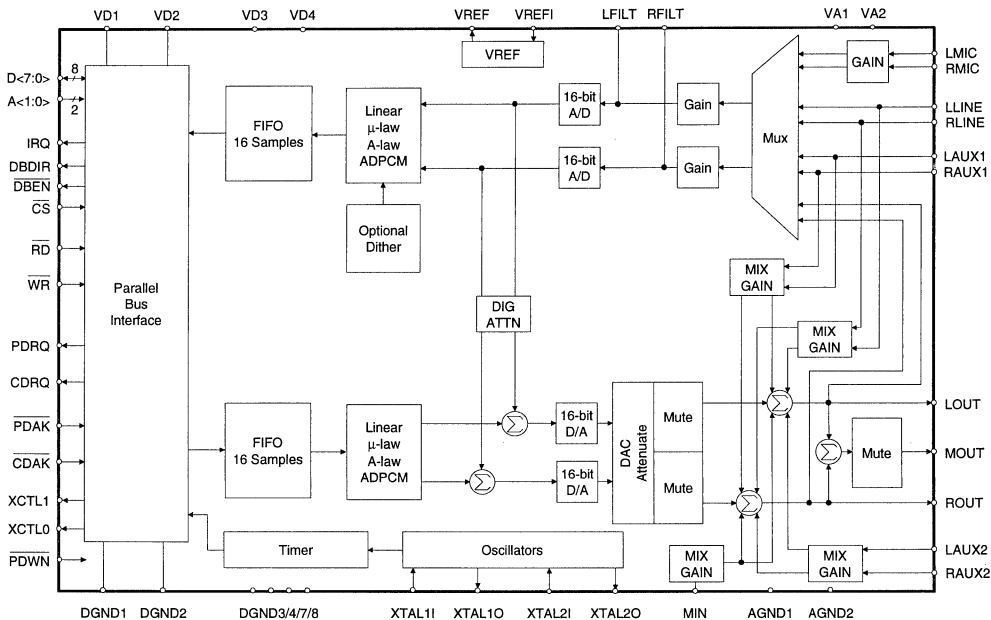 VD1 VD2 VD3 VD4 VREF VREFI LFILT RFILT VA1 VA2
VREF
D<7:0>
8
A<1:0>
2
IRQ
DBDIR
DBEN
CS
RD
WR
PDRQ
CDRQ
PDAK
CDAK
XCTL1
XCTL0
PDWN
Parallel
Bus
Interface
FIFO
16 Samples
Linear
μ-law
A-law
ADPCM
Optional
Dither
16-bit
A/D
16-bit
A/D
Gain
Gain
Mux
GAIN
LMIC
RMIC
LLINE
RLINE
LAUX1
RAUX1
MIX
GAIN
MIX
GAIN
DIG
ATTN
FIFO
16 Samples
Linear
μ-law
A-law
ADPCM
Σ
Σ
16-bit
D/A
16-bit
D/A
DAC
Attenuate
Mute
Mute
Σ
Σ
Σ
Mute
LOUT
MOUT
ROUT
LAUX2
RAUX2
Timer
Oscillators
MIX
GAIN
MIX
GAIN
DGND1 DGND2 DGND3/4/7/8 XTAL1I XTAL1O XTAL2I XTAL2O MIN AGND1 AGND2